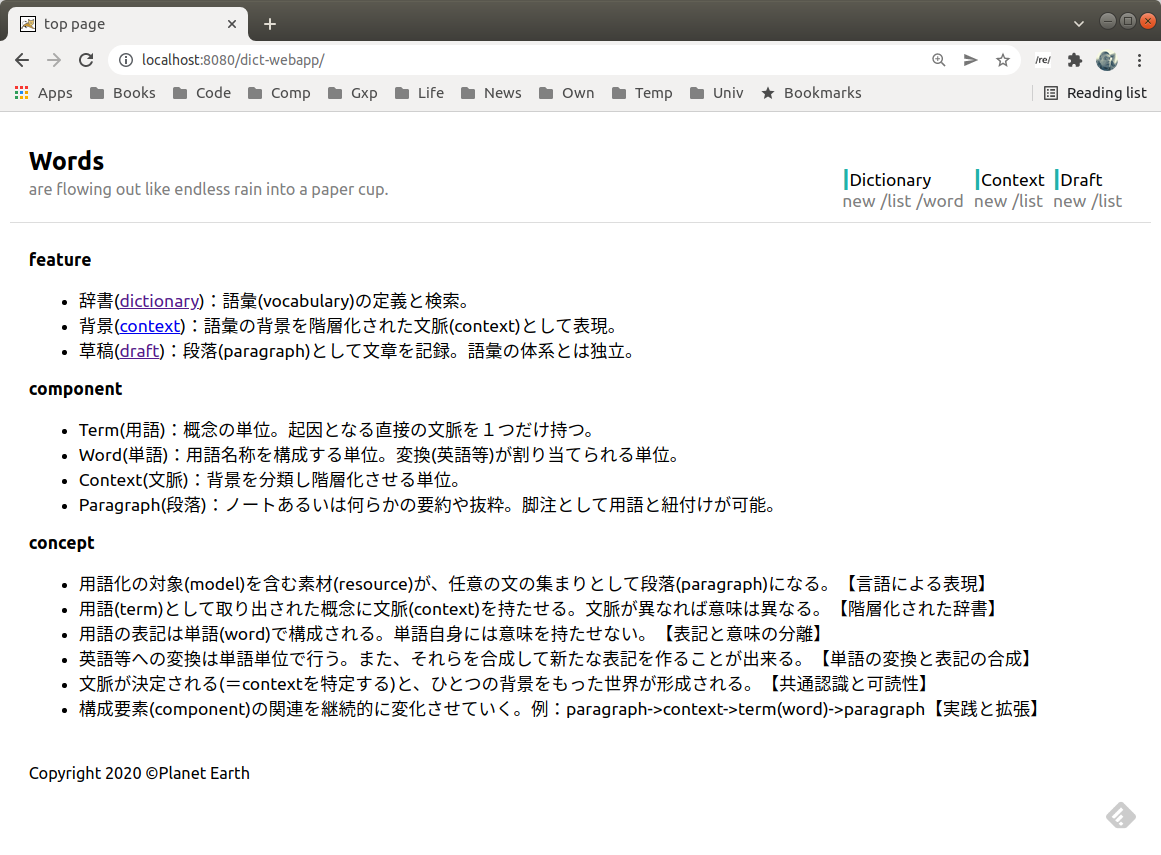 top page
localhost:8080/dict-webapp/
/re/
Apps Books Code Comp Gxp Life News Own Temp Univ Bookmarks Reading list
Words
are flowing out like endless rain into a paper cup.
Dictionary Context Draft
new /list /word new /list new /list
feature
辞書(dictionary)：語彙(vocabulary)の定義と検索。
背景(context)：語彙の背景を階層化された文脈(context)として表現。
草稿(draft)：段落(paragraph)として文章を記録。語彙の体系とは独立。
component
Term(用語)：概念の単位。起因となる直接の文脈を１つだけ持つ。
Word(単語)：用語名称を構成する単位。変換(英語等)が割り当てられる単位。
Context(文脈)：背景を分類し階層化させる単位。
Paragraph(段落)：ノートあるいは何らかの要約や抜粋。脚注として用語と紐付けが可能。
concept
用語化の対象(model)を含む素材(resource)が、任意の文の集まりとして段落(paragraph)になる。【言語による表現】
用語(term)として取り出された概念に文脈(context)を持たせる。文脈が異なれば意味は異なる。【階層化された辞書】
用語の表記は単語(word)で構成される。単語自身には意味を持たせない。【表記と意味の分離】
英語等への変換は単語単位で行う。また、それらを合成して新たな表記を作ることが出来る。【単語の変換と表記の合成】
文脈が決定される(＝contextを特定する)と、ひとつの背景をもった世界が形成される。【共通認識と可読性】
構成要素(component)の関連を継続的に変化させていく。例：paragraph->context->term(word)->paragraph【実践と拡張】
Copyright 2020 ©Planet Earth